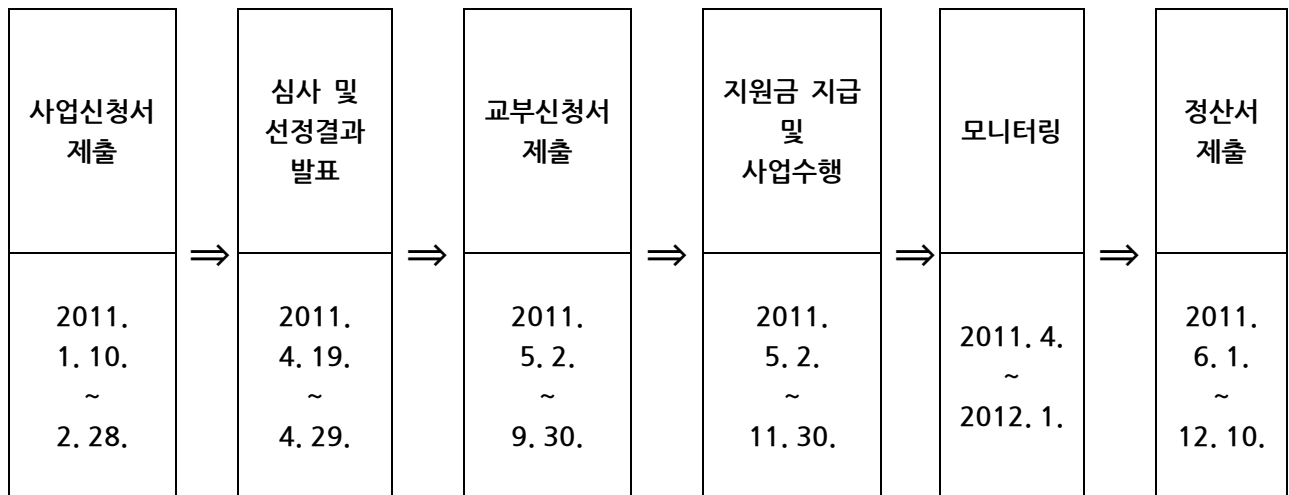 사업신청서
제출
2011.
1. 10.
~
2. 28.
⇒
심사 및
선정결과
발표
2011.
4. 19.
~
4. 29.
⇒
교부신청서
제출
2011.
5. 2.
~
9. 30.
⇒
지원금 지급
및
사업수행
2011.
5. 2.
~
11. 30.
⇒
모니터링
2011. 4.
~
2012. 1.
⇒
정산서
제출
2011.
6. 1.
~
12. 10.